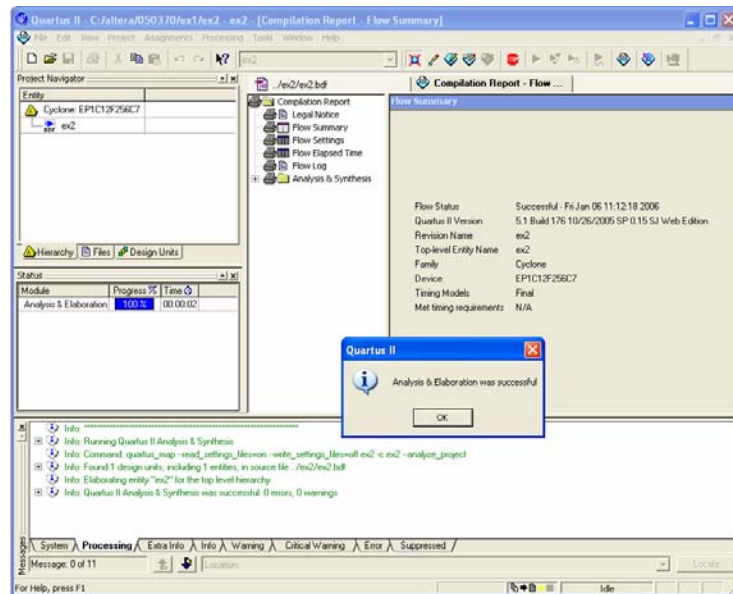 Quartus II - C:/altera/050370/ex1/ex2 - ex2 - [Compilation Report - Flow Summary]
File Edit View Project Assignments Processing Tools Window Help
ex2
Project Navigator
Entity
Cyclone: EP1C12F256C7
ex2
Hierarchy Files Design Units
Status
Module Progress % Time
Analysis & Elaboration 100 % 00:00:02
../ex2/ex2.bdf
Compilation Report - Flow ...
Compilation Report
Legal Notice
Flow Summary
Flow Settings
Flow Elapsed Time
Flow Log
Analysis & Synthesis
Flow Summary
Flow Status Successful - Fri Jan 06 11:12:18 2006
Quartus II Version 5.1 Build 176 10/26/2005 SP 0.15 SJ Web Edition
Revision Name ex2
Top-level Entity Name ex2
Family Cyclone
Device EP1C12F256C7
Timing Models Final
Met timing requirements N/A
Quartus II
Analysis & Elaboration was successful
OK
Info: Running Quartus II Analysis & Synthesis
Info: Command: quartus_map --read_settings_files=on --write_settings_files=off ex2 -c ex2 --analyze_project
Info: Found 1 design units, including 1 entities, in source file ../ex2/ex2.bdf
Info: Elaborating entity "ex2" for the top level hierarchy
Info: Quartus II Analysis & Synthesis was successful. 0 errors, 0 warnings
System Processing Extra Info Info Warning Critical Warning Error Suppressed
Messages
Message: 0 of 11 Location: Locate
For Help, press F1 Idle